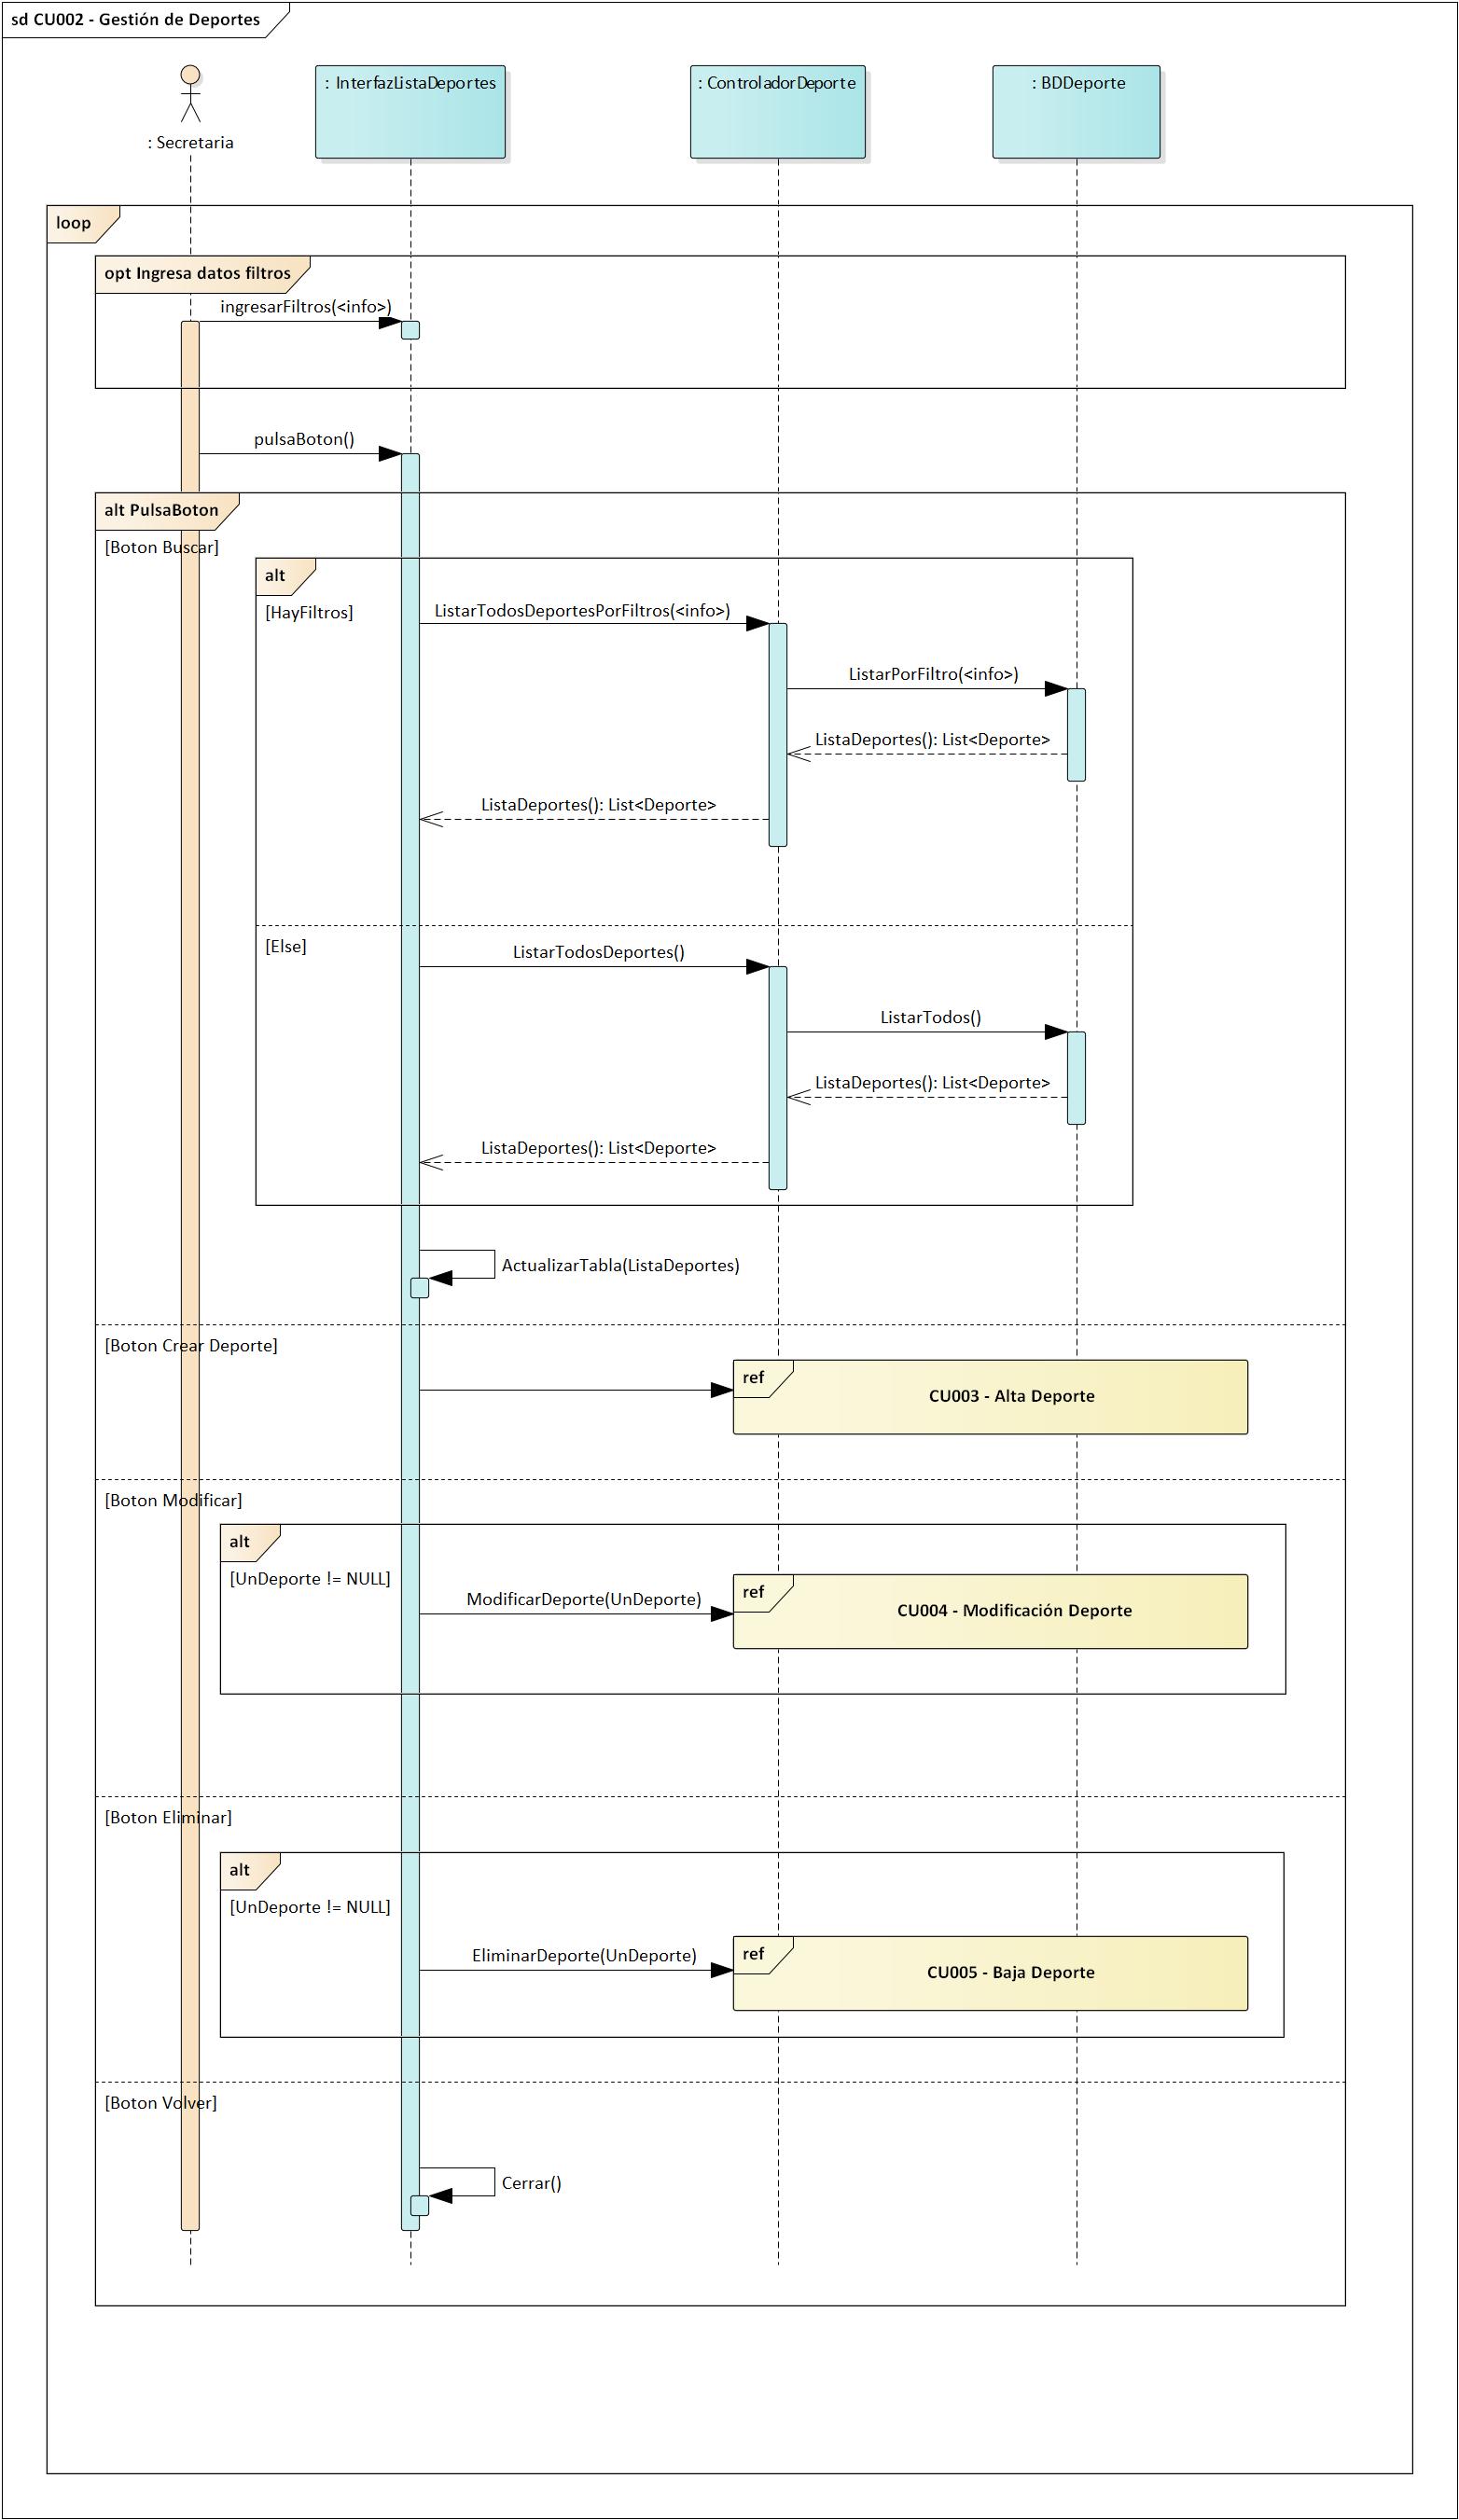 sd CU002 - Gestión de Deportes
: Secretaria
: InterfazListaDeportes
: ControladorDeporte
: BDDeporte
loop
opt Ingresa datos filtros
ingresarFiltros(<info>)
pulsaBoton()
alt PulsaBoton
[Boton Buscar]
alt
[HayFiltros]
ListarTodosDeportesPorFiltros(<info>)
ListarPorFiltro(<info>)
ListaDeportes(): List<Deporte>
ListaDeportes(): List<Deporte>
[Else]
ListarTodosDeportes()
ListarTodos()
ListaDeportes(): List<Deporte>
ListaDeportes(): List<Deporte>
ActualizarTabla(ListaDeportes)
[Boton Crear Deporte]
ref
CU003 - Alta Deporte
[Boton Modificar]
alt
[UnDeporte != NULL]
ModificarDeporte(UnDeporte)
ref
CU004 - Modificación Deporte
[Boton Eliminar]
alt
[UnDeporte != NULL]
EliminarDeporte(UnDeporte)
ref
CU005 - Baja Deporte
[Boton Volver]
Cerrar()